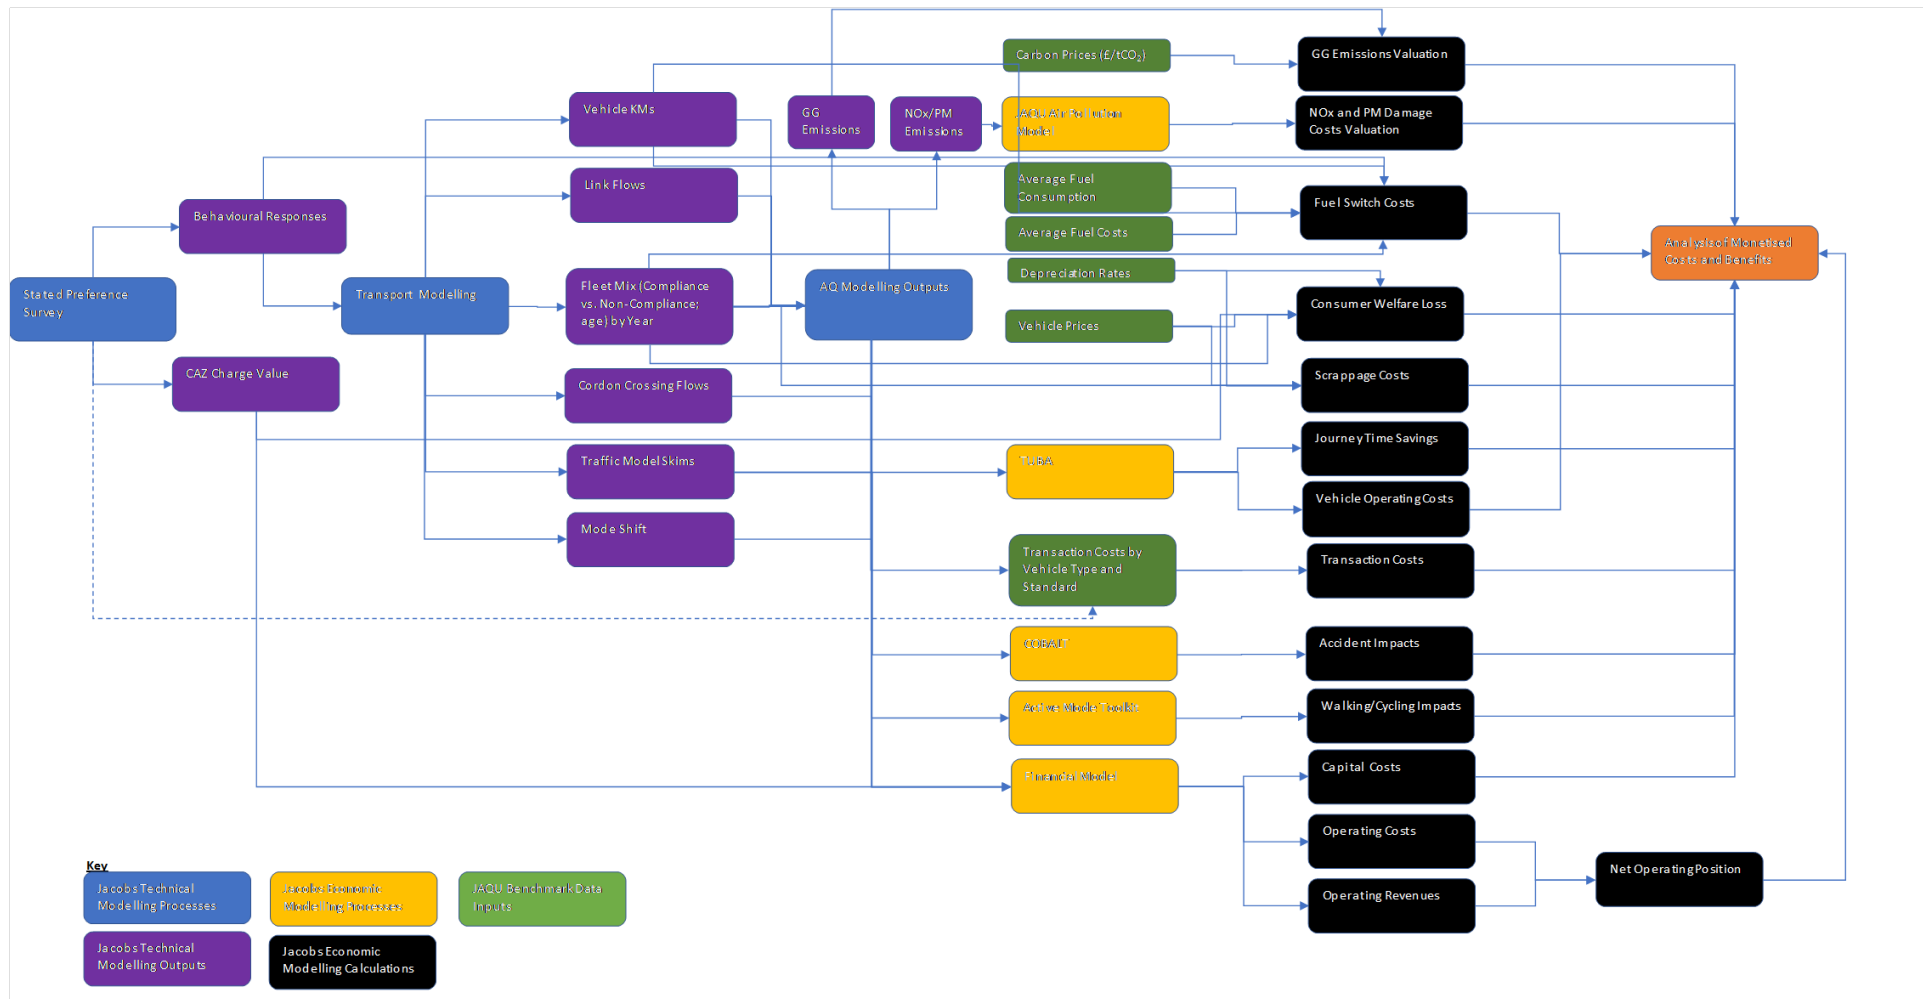 Carbon Prices (£/tCO₂)
GG Emissions Valuation
Vehicle KMs
GG
Emissions
NOx/PM
Emissions
JAQU Air Pollution
Model
NOx and PM Damage
Costs Valuation
Link Flows
Average Fuel
Consumption
Behavioural Responses
Fuel Switch Costs
Average Fuel Costs
Analysis of Monetised
Costs and Benefits
Stated Preference
Survey
Transport Modelling
Fleet Mix (Compliance
vs. Non-Compliance;
age) by Year
AQ Modelling Outputs
Depreciation Rates
Consumer Welfare Loss
Vehicle Prices
CAZ Charge Value
Cordon Crossing Flows
Scrappage Costs
Journey Time Savings
Traffic Model Skims
TUBA
Vehicle Operating Costs
Mode Shift
Transaction Costs by
Vehicle Type and
Standard
Transaction Costs
COBALT
Accident Impacts
Active Mode Toolkit
Walking/Cycling Impacts
Financial Model
Capital Costs
Operating Costs
Net Operating Position
Operating Revenues
Key
Jacobs Technical
Modelling Processes
Jacobs Economic
Modelling Processes
JAQU Benchmark Data
Inputs
Jacobs Technical
Modelling Outputs
Jacobs Economic
Modelling Calculations